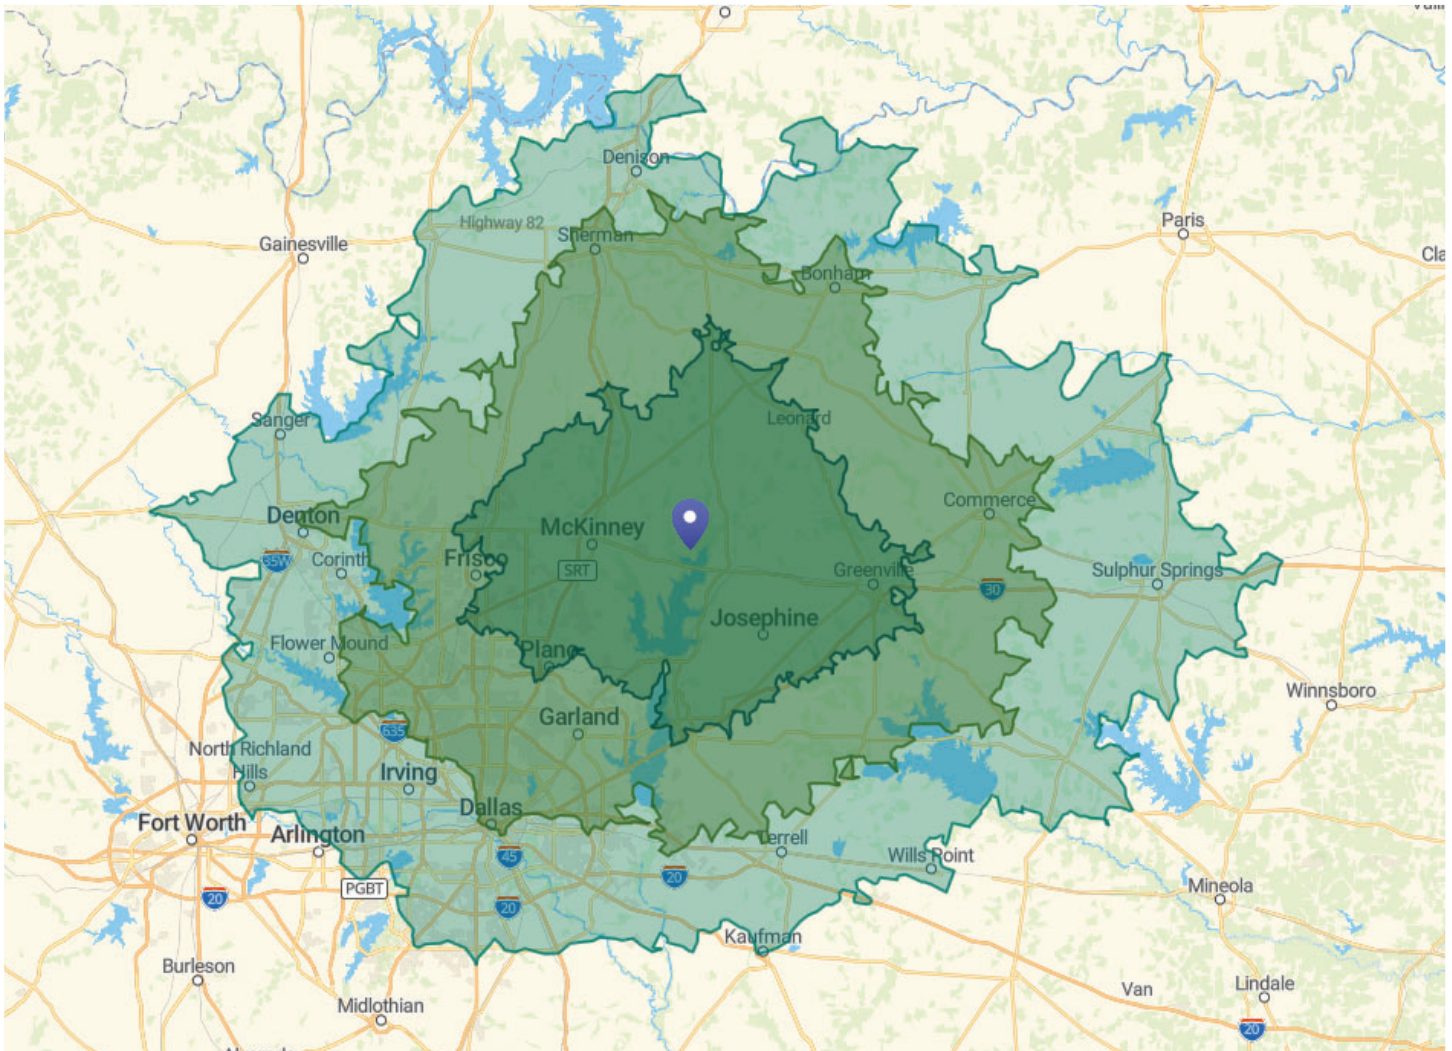 Denison
Highway 82
Paris
Sherman
Gainesville
Bonham
Leonard
Sanger
Commerce
Denton
McKinney
35W
Corinth
Frisco
SRT
Greenville
30
Sulphur Springs
Josephine
Flower Mound
Plano
Winnsboro
Garland
635
North Richland
Hills
Irving
Dallas
Fort Worth
Arlington
Terrell
45
Wills Point
20
PGBT
20
20
Mineola
Kaufman
Burleson
Van
Lindale
Midlothian
20